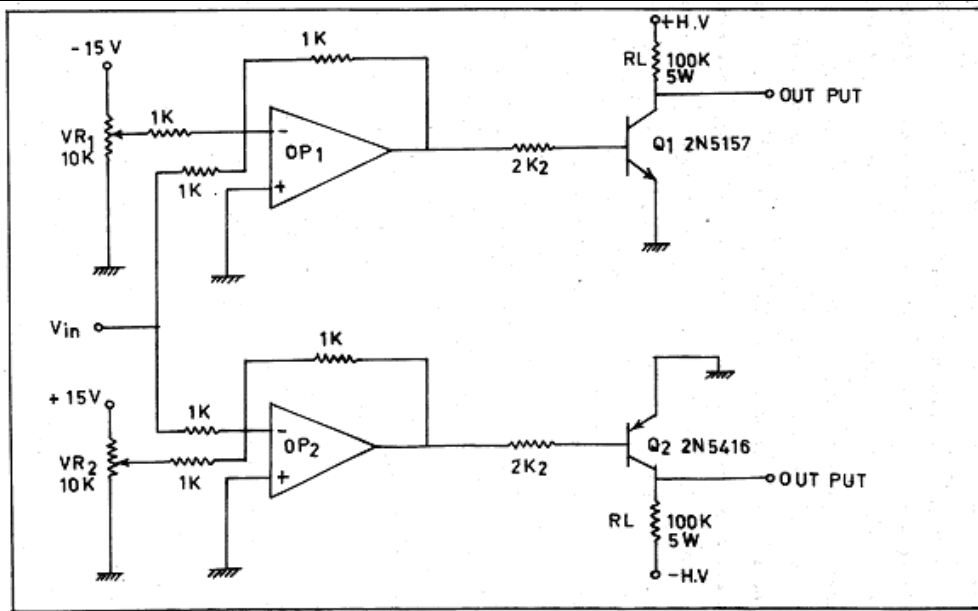 +H.V
1K
-15V
RL 100K
5W
OUT PUT
1K
-
VR1
10K
OP1
Q1 2N5157
2K2
1K
+
Vin
1K
+15V
1K
-
OP2
Q2 2N5416
VR2
10K
2K2
1K
+
OUT PUT
RL 100K
5W
-H.V